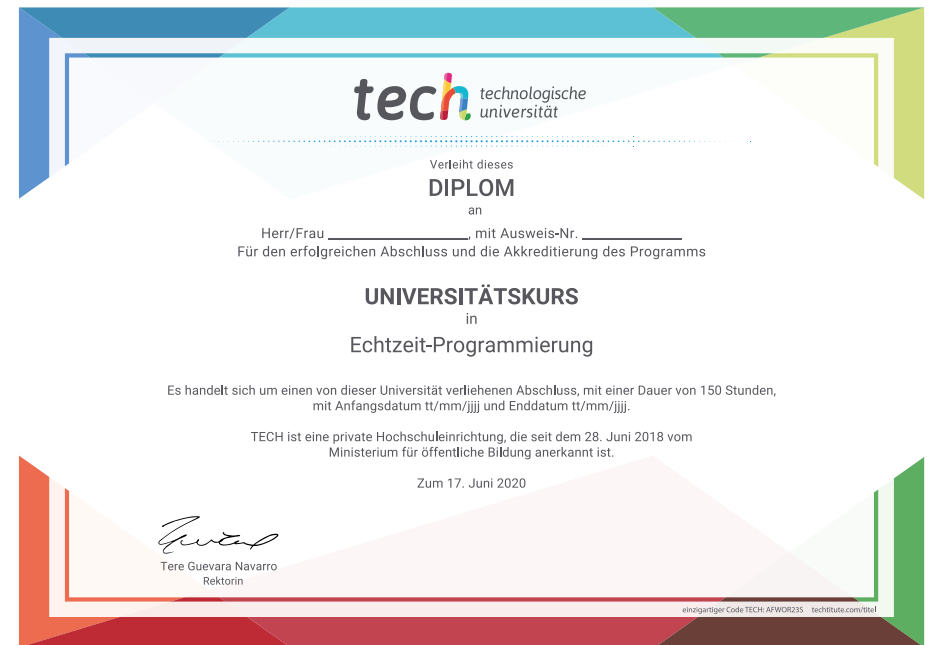 tech technologische
universität
Verleiht dieses
DIPLOM
an
Herr/Frau ____________________, mit Ausweis-Nr. ______________
Für den erfolgreichen Abschluss und die Akkreditierung des Programms
UNIVERSITÄTSKURS
in
Echtzeit-Programmierung
Es handelt sich um einen von dieser Universität verliehenen Abschluss, mit einer Dauer von 150 Stunden,
mit Anfangsdatum tt/mm/jjjj und Enddatum tt/mm/jjjj.
TECH ist eine private Hochschuleinrichtung, die seit dem 28. Juni 2018 vom
Ministerium für öffentliche Bildung anerkannt ist.
Zum 17. Juni 2020
Tere Guevara Navarro
Rektorin
einzigartiger Code TECH: AFWOR23S techtitute.com/titel